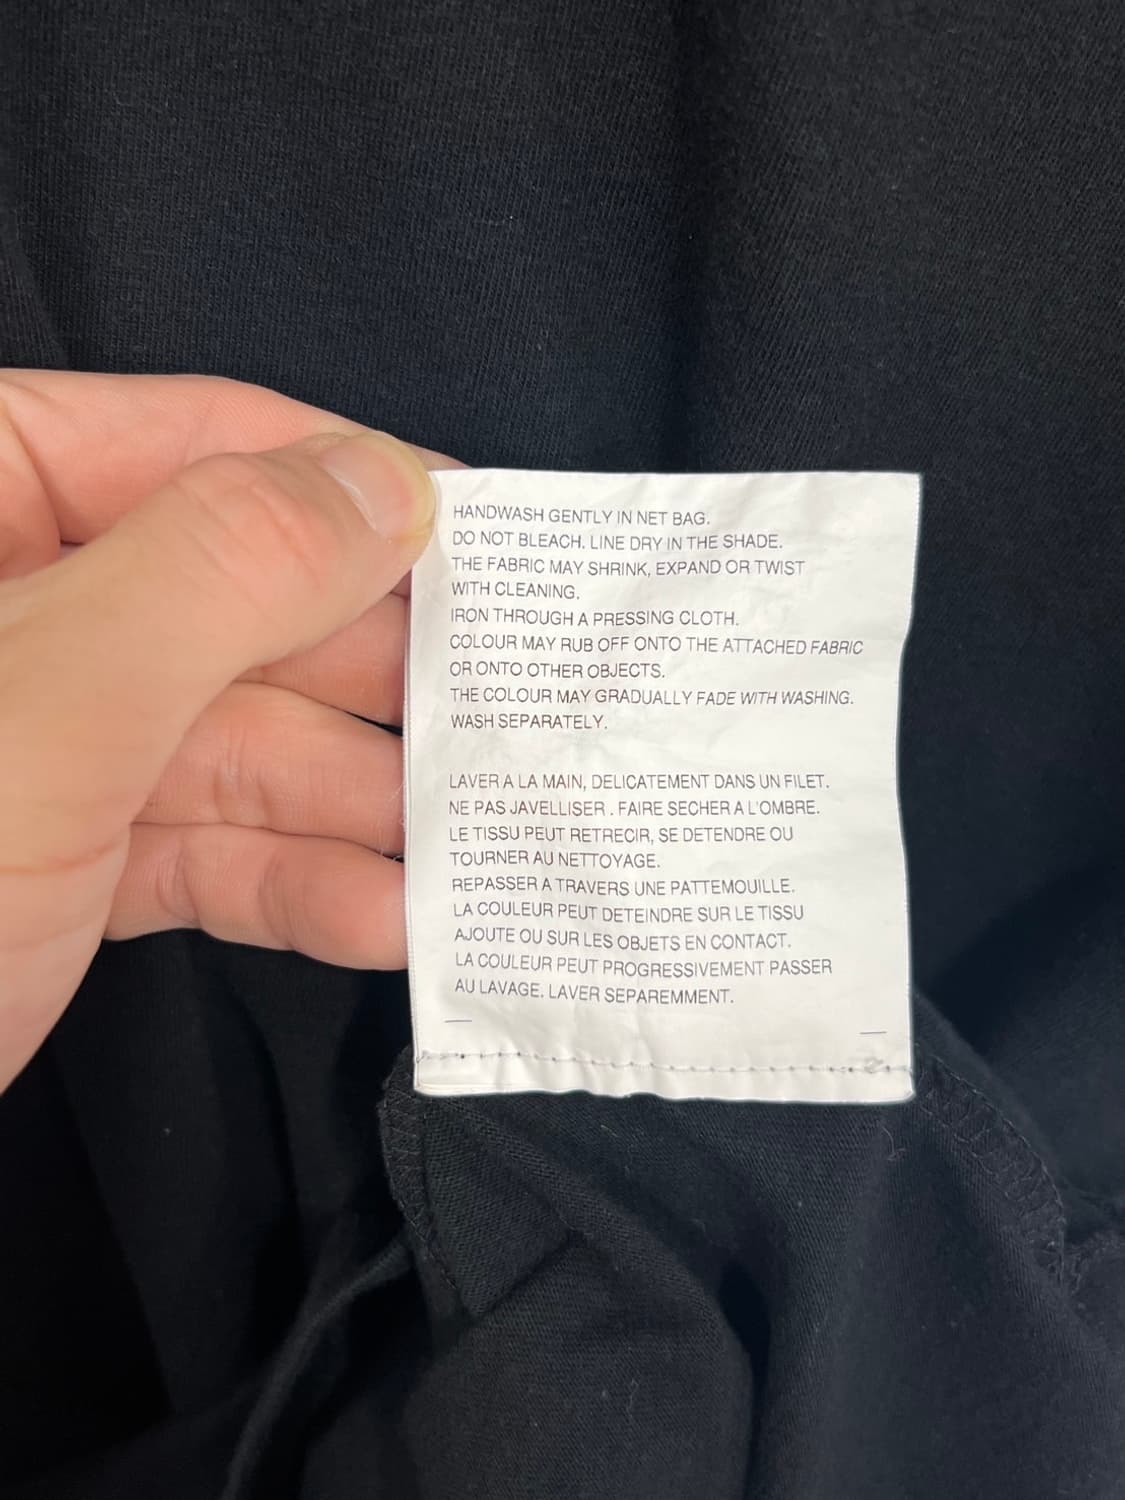 HANDWASH GENTLY IN NET BAG.
DO NOT BLEACH. LINE DRY IN THE SHADE.
THE FABRIC MAY SHRINK, EXPAND OR TWIST
WITH CLEANING.
IRON THROUGH A PRESSING CLOTH.
COLOUR MAY RUB OFF ONTO THE ATTACHED FABRIC
OR ONTO OTHER OBJECTS.
THE COLOUR MAY GRADUALLY FADE WITH WASHING.
WASH SEPARATELY.
LAVER A LA MAIN, DELICATEMENT DANS UN FILET.
NE PAS JAVELLISER . FAIRE SECHER A L'OMBRE.
LE TISSU PEUT RETRECIR, SE DETENDRE OU
TOURNER AU NETTOYAGE.
REPASSER A TRAVERS UNE PATTEMOUILLE.
LA COULEUR PEUT DETEINDRE SUR LE TISSU
AJOUTE OU SUR LES OBJETS EN CONTACT.
LA COULEUR PEUT PROGRESSIVEMENT PASSER
AU LAVAGE. LAVER SEPAREMMENT.